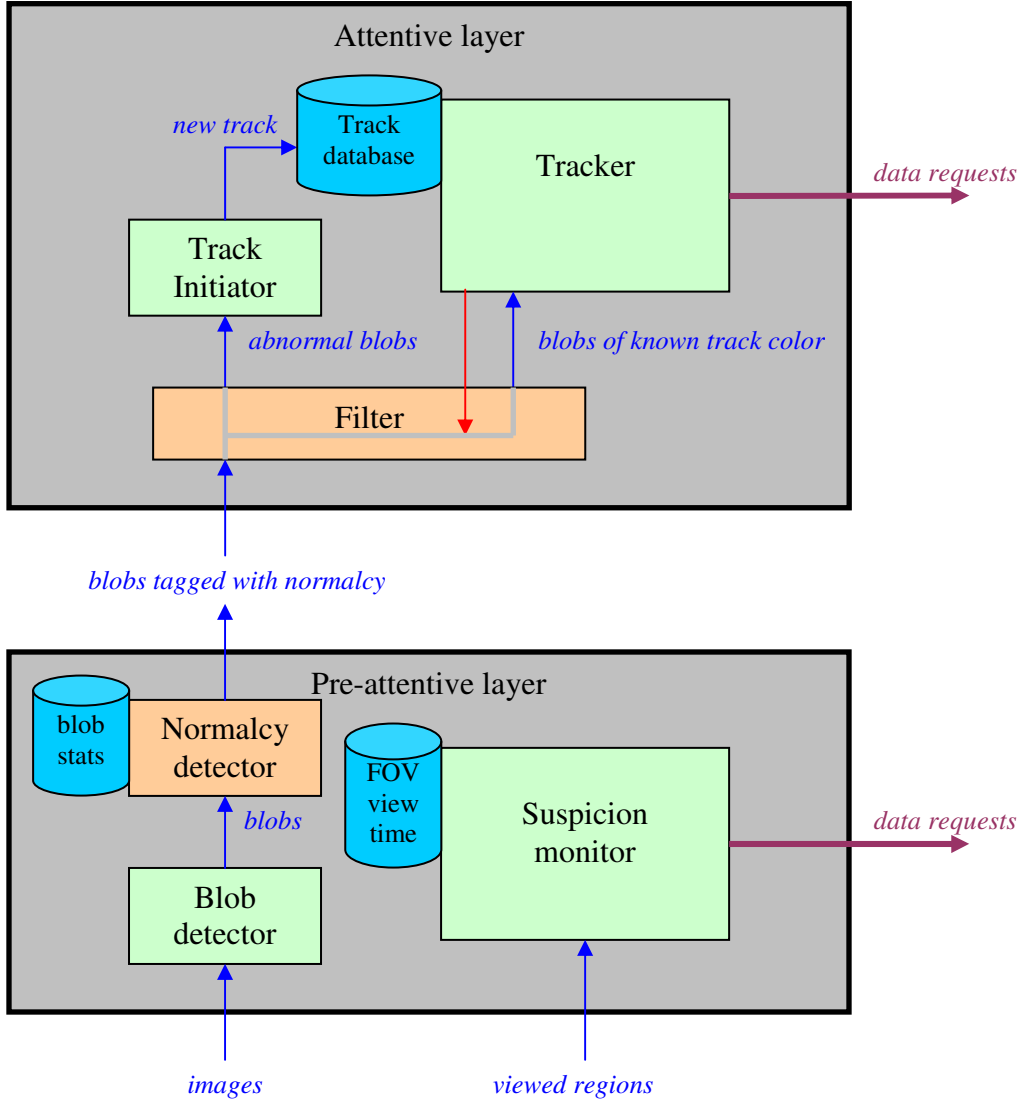 Attentive layer
Track
database
new track
Tracker
data requests
Track
Initiator
abnormal blobs
blobs of known track color
Filter
blobs tagged with normalcy
Pre-attentive layer
blob
stats
Normalcy
detector
FOV
view
time
Suspicion
monitor
data requests
blobs
Blob
detector
images
viewed regions